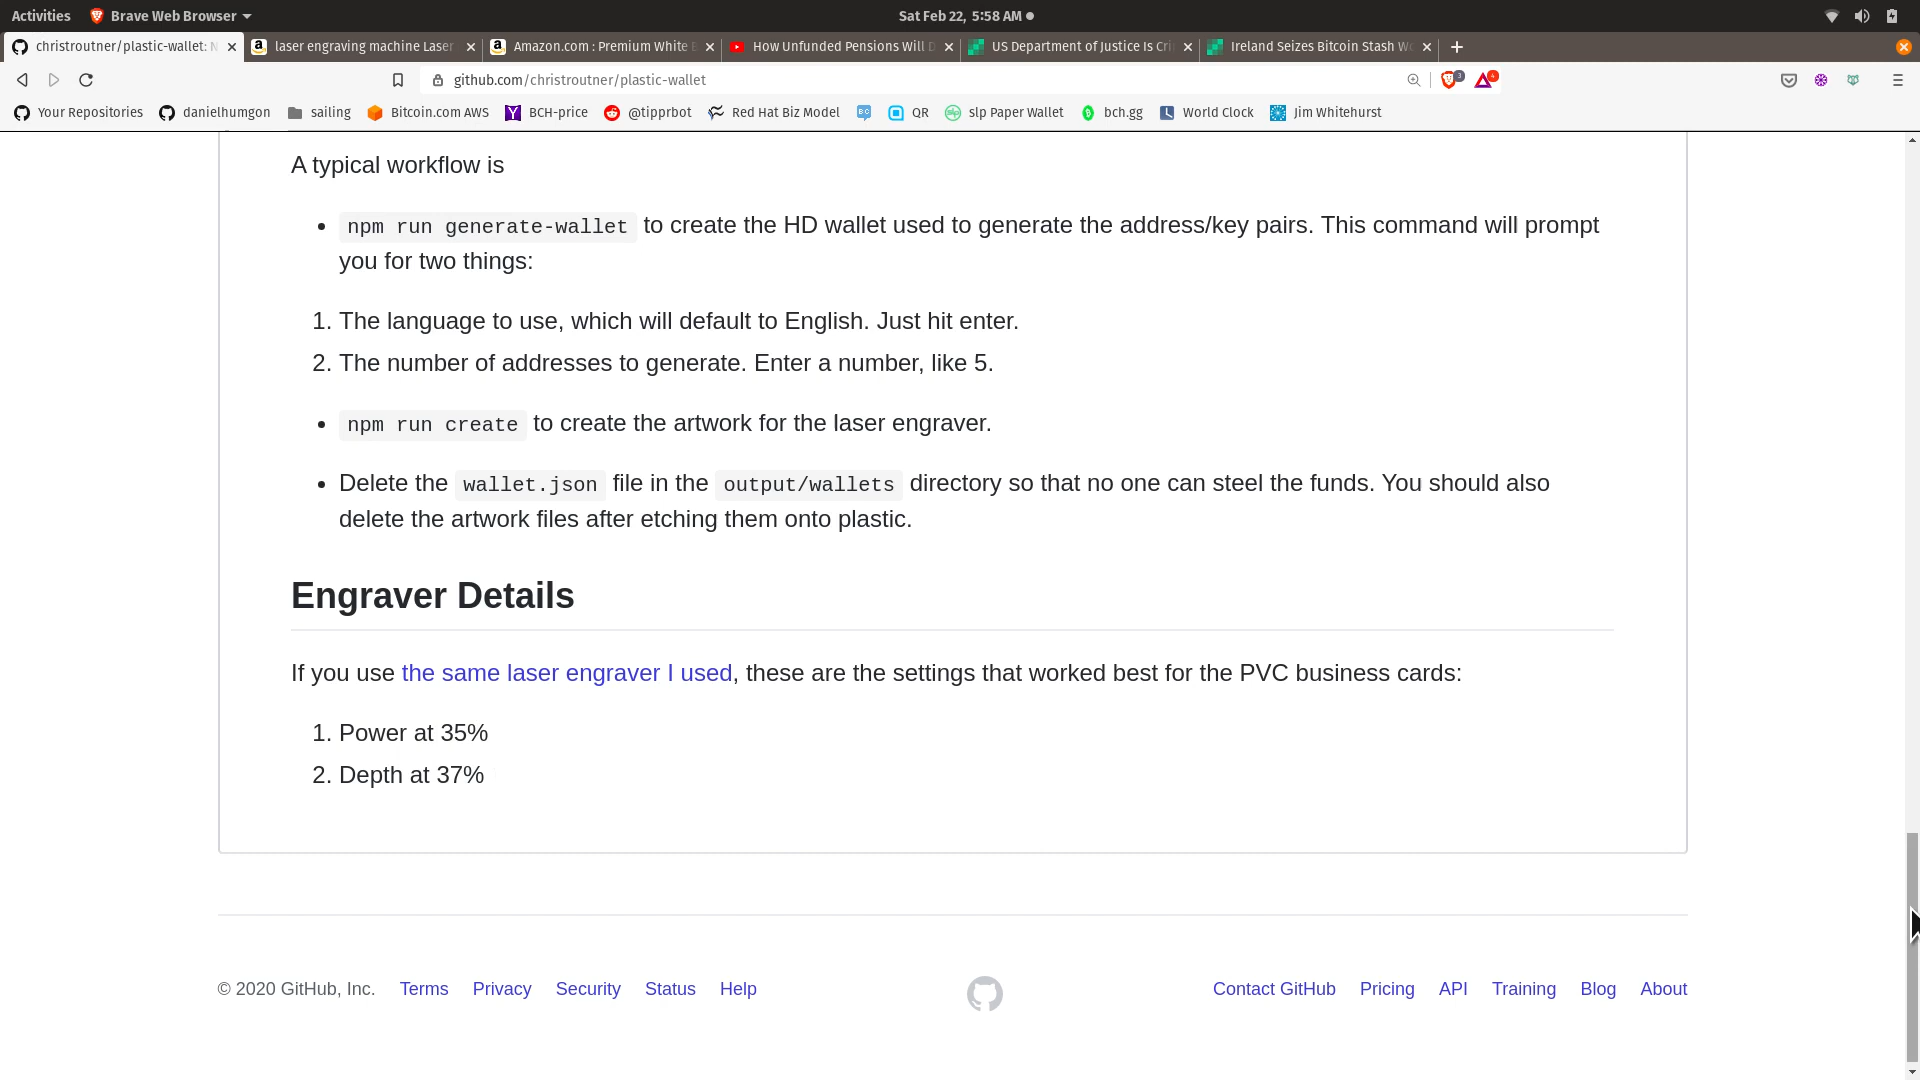 Activities Brave Web Browser Sat Feb 22, 5:58 AM
christroutner/plastic-wallet: N laser engraving machine Laser Amazon.com : Premium White How Unfunded Pensions Will D US Department of Justice Is Cri Ireland Seizes Bitcoin Stash W
github.com/christroutner/plastic-wallet 3 4
Your Repositories danielhumgon sailing Bitcoin.com AWS BCH-price @tipprbot Red Hat Biz Model QR slp Paper Wallet bch.gg World Clock Jim Whitehurst
A typical workflow is
• npm run generate-wallet to create the HD wallet used to generate the address/key pairs. This command will prompt
you for two things:
1. The language to use, which will default to English. Just hit enter.
2. The number of addresses to generate. Enter a number, like 5.
• npm run create to create the artwork for the laser engraver.
• Delete the wallet.json file in the output/wallets directory so that no one can steel the funds. You should also
delete the artwork files after etching them onto plastic.
Engraver Details
If you use the same laser engraver I used, these are the settings that worked best for the PVC business cards:
1. Power at 35%
2. Depth at 37%
© 2020 GitHub, Inc. Terms Privacy Security Status Help Contact GitHub Pricing API Training Blog About